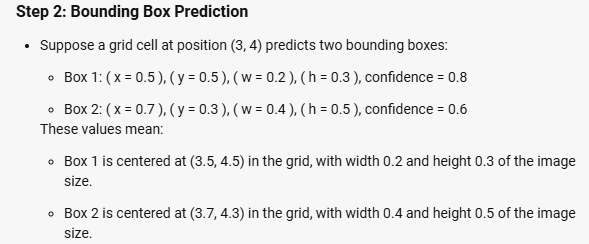 Step 2: Bounding Box Prediction
• Suppose a grid cell at position (3, 4) predicts two bounding boxes:
○ Box 1: ( x = 0.5 ), ( y = 0.5 ), ( w = 0.2 ), ( h = 0.3 ), confidence = 0.8
○ Box 2: ( x = 0.7 ), ( y = 0.3 ), ( w = 0.4 ), ( h = 0.5 ), confidence = 0.6
These values mean:
○ Box 1 is centered at (3.5, 4.5) in the grid, with width 0.2 and height 0.3 of the image
size.
○ Box 2 is centered at (3.7, 4.3) in the grid, with width 0.4 and height 0.5 of the image
size.